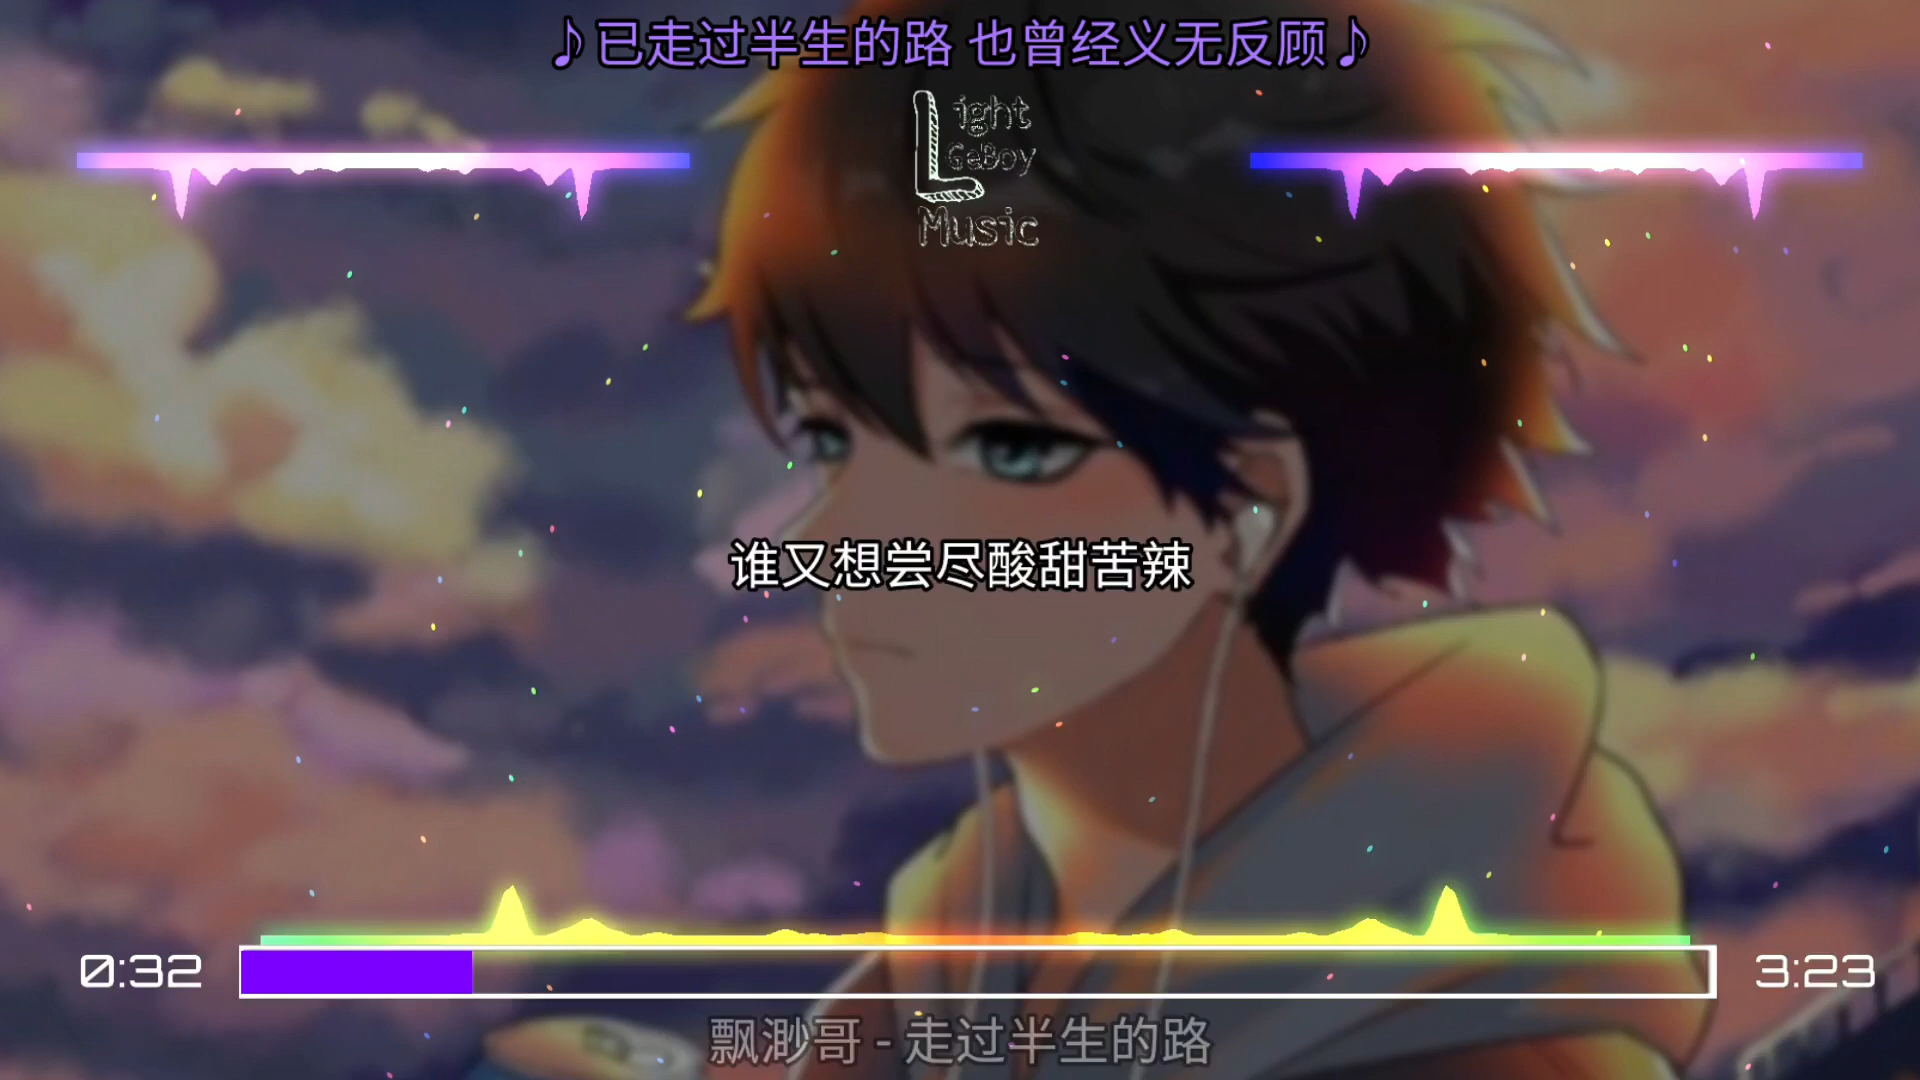 ♪已走过半生的路 也曾经义无反顾♪
Light
GeBoy
Music
谁又想尝尽酸甜苦辣
0:32
3:23
飘渺哥 - 走过半生的路